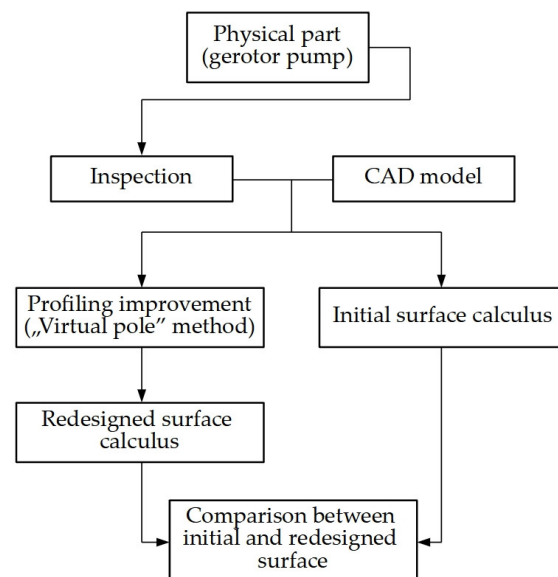 Physical part
(gerotor pump)
Inspection
CAD model
Profiling improvement
(„Virtual pole” method)
Initial surface calculus
Redesigned surface
calculus
Comparison between
initial and redesigned
surface